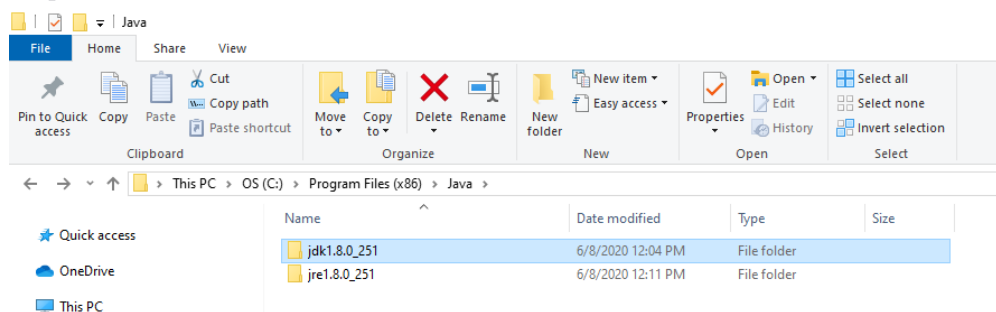 Java
File Home Share View
Pin to Quick access
Copy
Paste
Cut
Copy path
Paste shortcut
Clipboard
Move to
Copy to
Delete
Rename
Organize
New folder
New item
Easy access
New
Properties
Open
Edit
History
Open
Select all
Select none
Invert selection
Select
This PC > OS (C:) > Program Files (x86) > Java >
Quick access
OneDrive
This PC
Name Date modified Type Size
jdk1.8.0_251 6/8/2020 12:04 PM File folder
jre1.8.0_251 6/8/2020 12:11 PM File folder